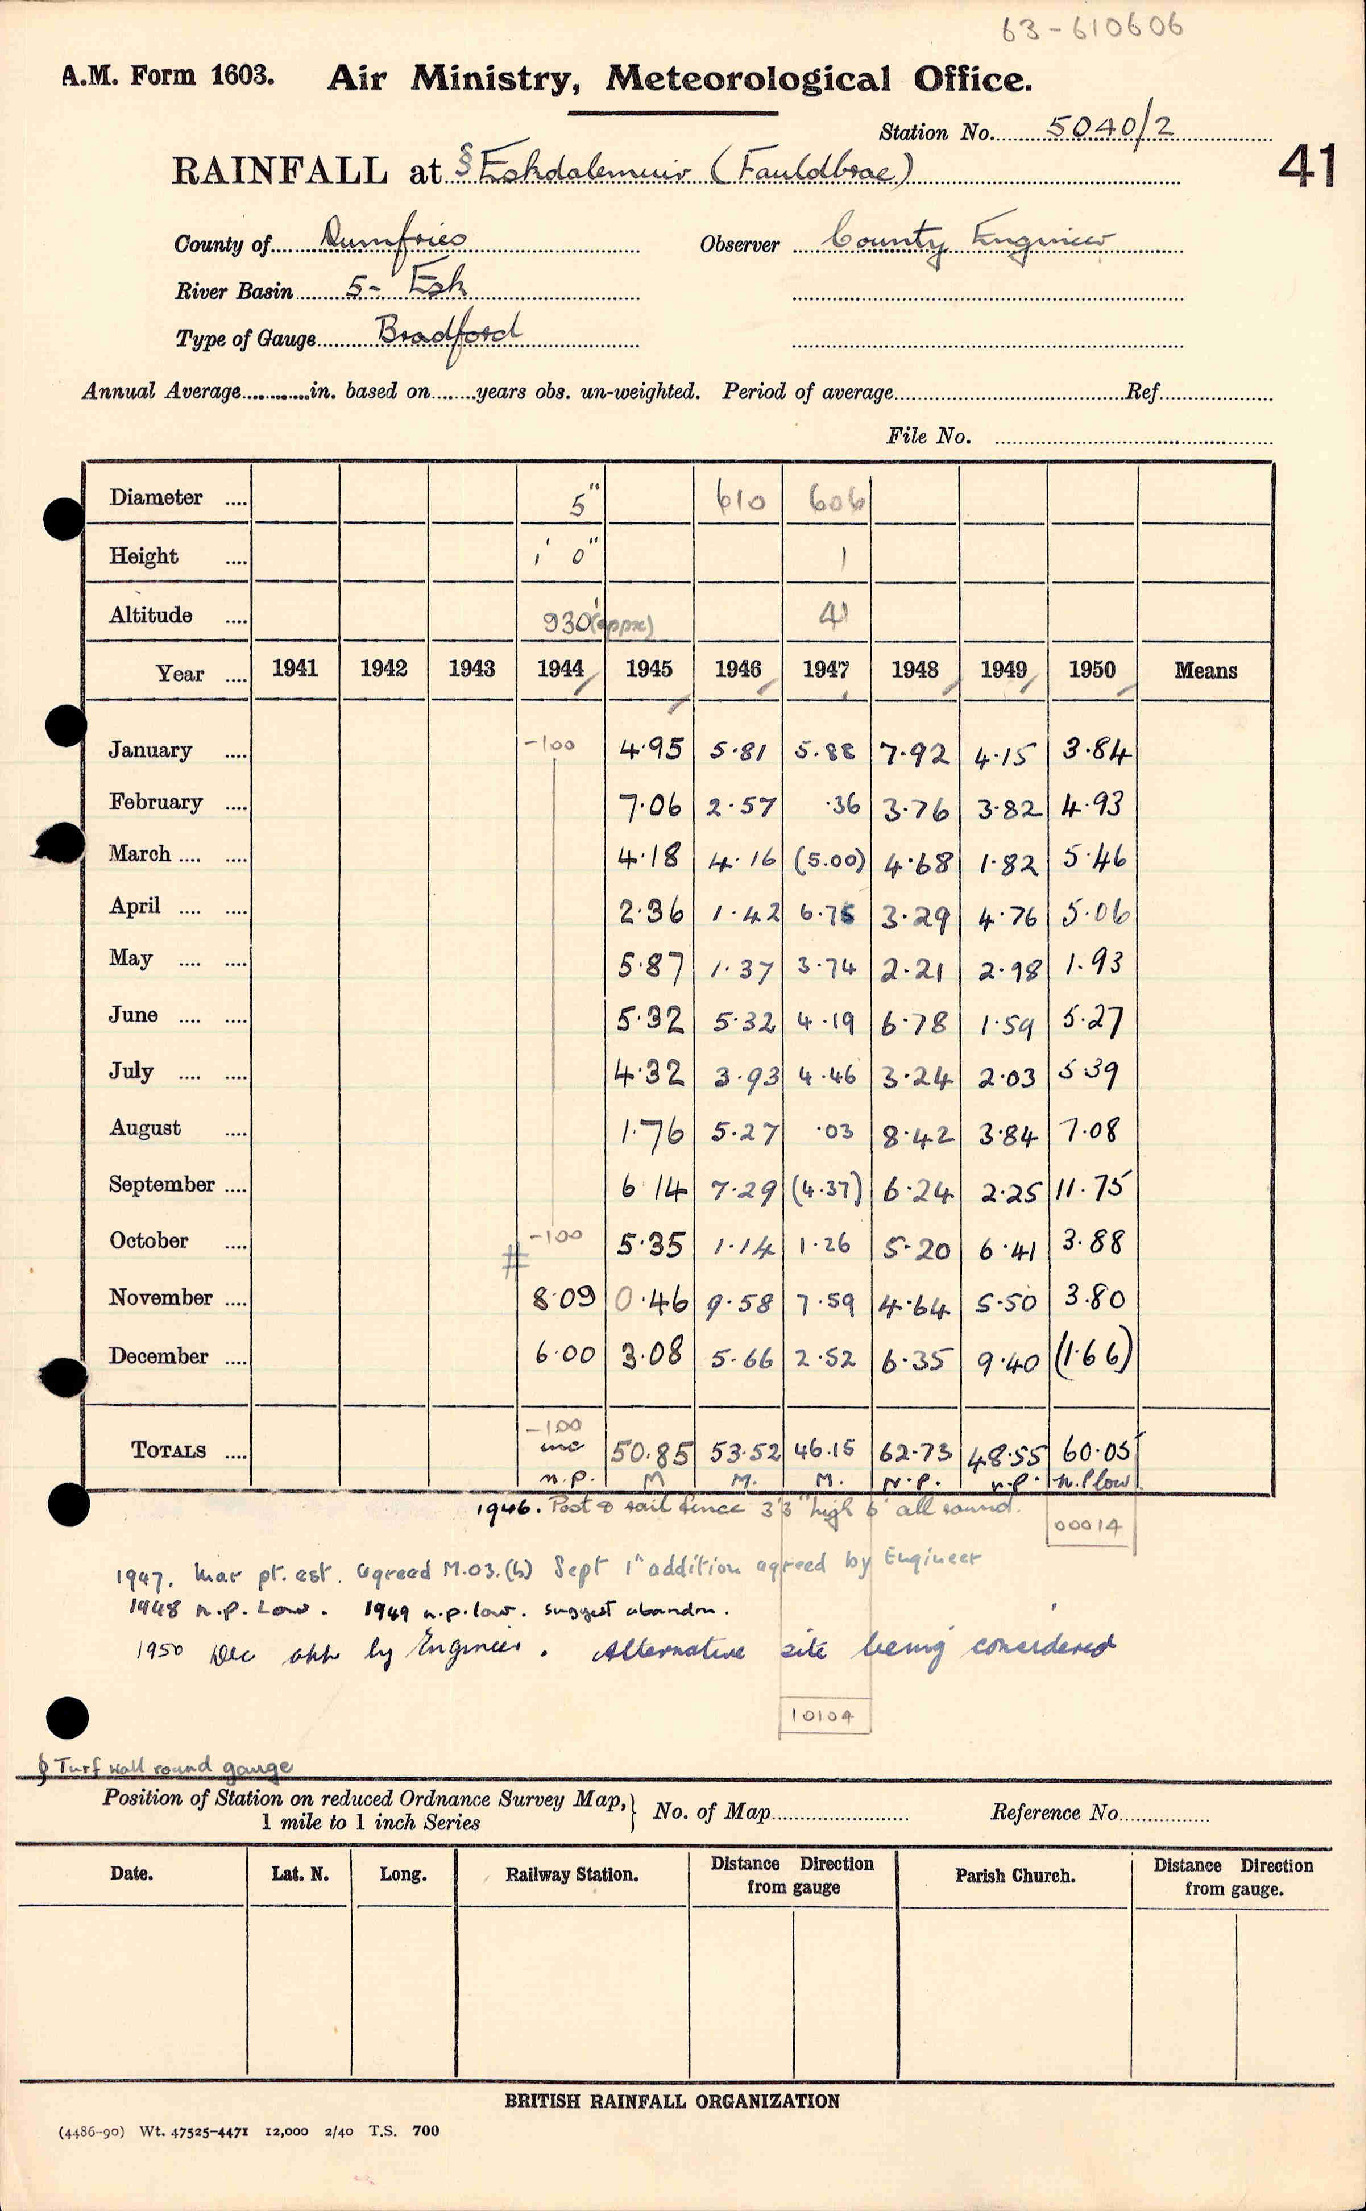 63-610606
A.M. Form 1603. Air Ministry, Meteorological Office.
Station No. 5040/2
RAINFALL at § Eskdalemuir (Fauldbrae)
41
County of Dumfries Observer County Engineer
River Basin 5- Esk
Type of Gauge Bradford
Annual Average in. based on years obs. un-weighted. Period of average Ref.
File No.
Diameter 5" 610 606
Height 1' 0" 1
Altitude 930' (appx) 41
Year 1941 1942 1943 1944 1945 1946 1947 1948 1949 1950 Means
January -100 4.95 5.81 5.88 7.92 4.15 3.84
February 7.06 2.57 .36 3.76 3.82 4.93
March 4.18 4.16 (5.00) 4.68 1.82 5.46
April 2.36 1.42 6.75 3.29 4.76 5.06
May 5.87 1.37 3.74 2.21 2.98 1.93
June 5.32 5.32 4.19 6.78 1.59 5.27
July 4.32 3.93 4.46 3.24 2.03 5.39
August 1.76 5.27 .03 8.42 3.84 7.08
September 6.14 7.29 (4.37) 6.24 2.25 11.75
October -100 5.35 1.14 1.26 5.20 6.41 3.88
#
November 8.09 0.46 9.58 7.59 4.64 5.50 3.80
December 6.00 3.08 5.66 2.52 6.35 9.40 (1.66)
-100
TOTALS inc 50.85 53.52 46.15 62.73 48.55 60.05
n.p. M M. M. N.P. n.p. n.p low
1946. Post & rail fence 3'3" high 6' all round.
00014
1947. Mar pt. est. agreed M.O3.(b) Sept 1" addition agreed by Engineer
1948 n.p. Low. 1949 n.p. low. suggest abandon.
1950 Dec by Engineer. Alternative site being considered
10104
§ Turf wall round gauge
Position of Station on reduced Ordnance Survey Map, 1 mile to 1 inch Series } No. of Map Reference No.
Date. Lat. N. Long. Railway Station. Distance Direction from gauge Parish Church. Distance Direction from gauge.
BRITISH RAINFALL ORGANIZATION
(4486-90) Wt. 47525-4471 12,000 2/40 T.S. 700